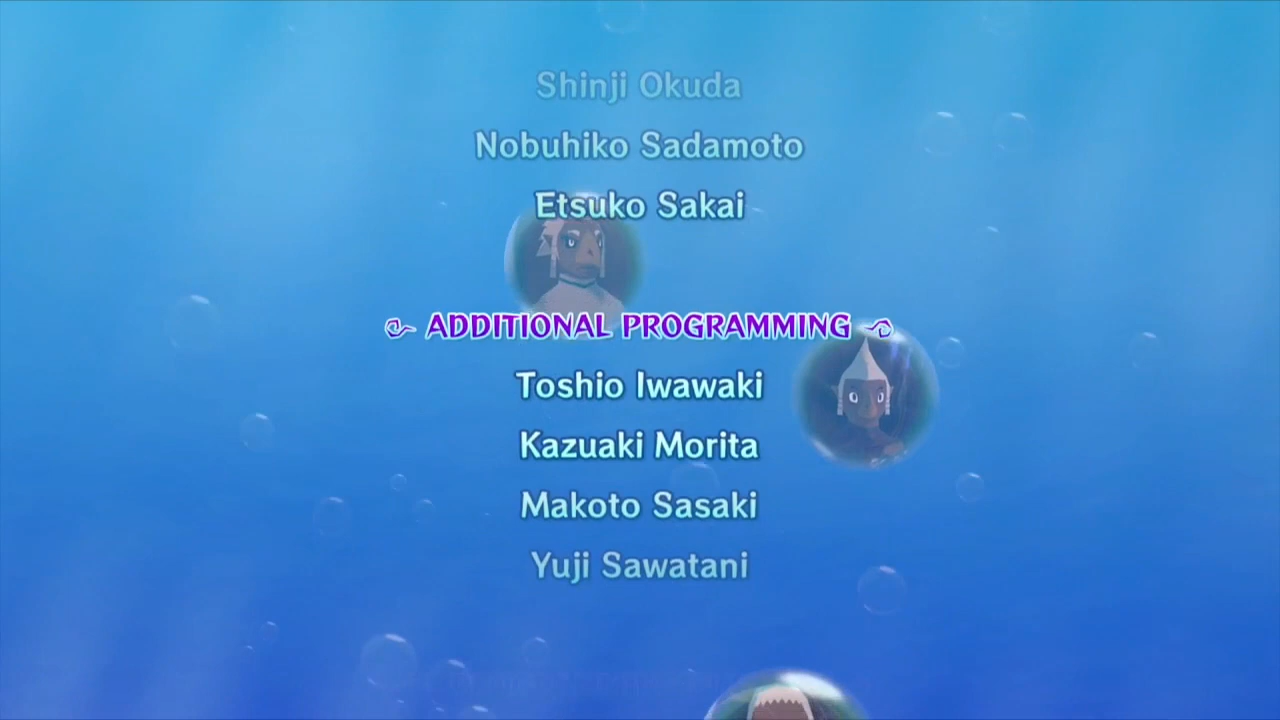 Shinji Okuda
Nobuhiko Sadamoto
Etsuko Sakai
ADDITIONAL PROGRAMMING
Toshio Iwawaki
Kazuaki Morita
Makoto Sasaki
Yuji Sawatani